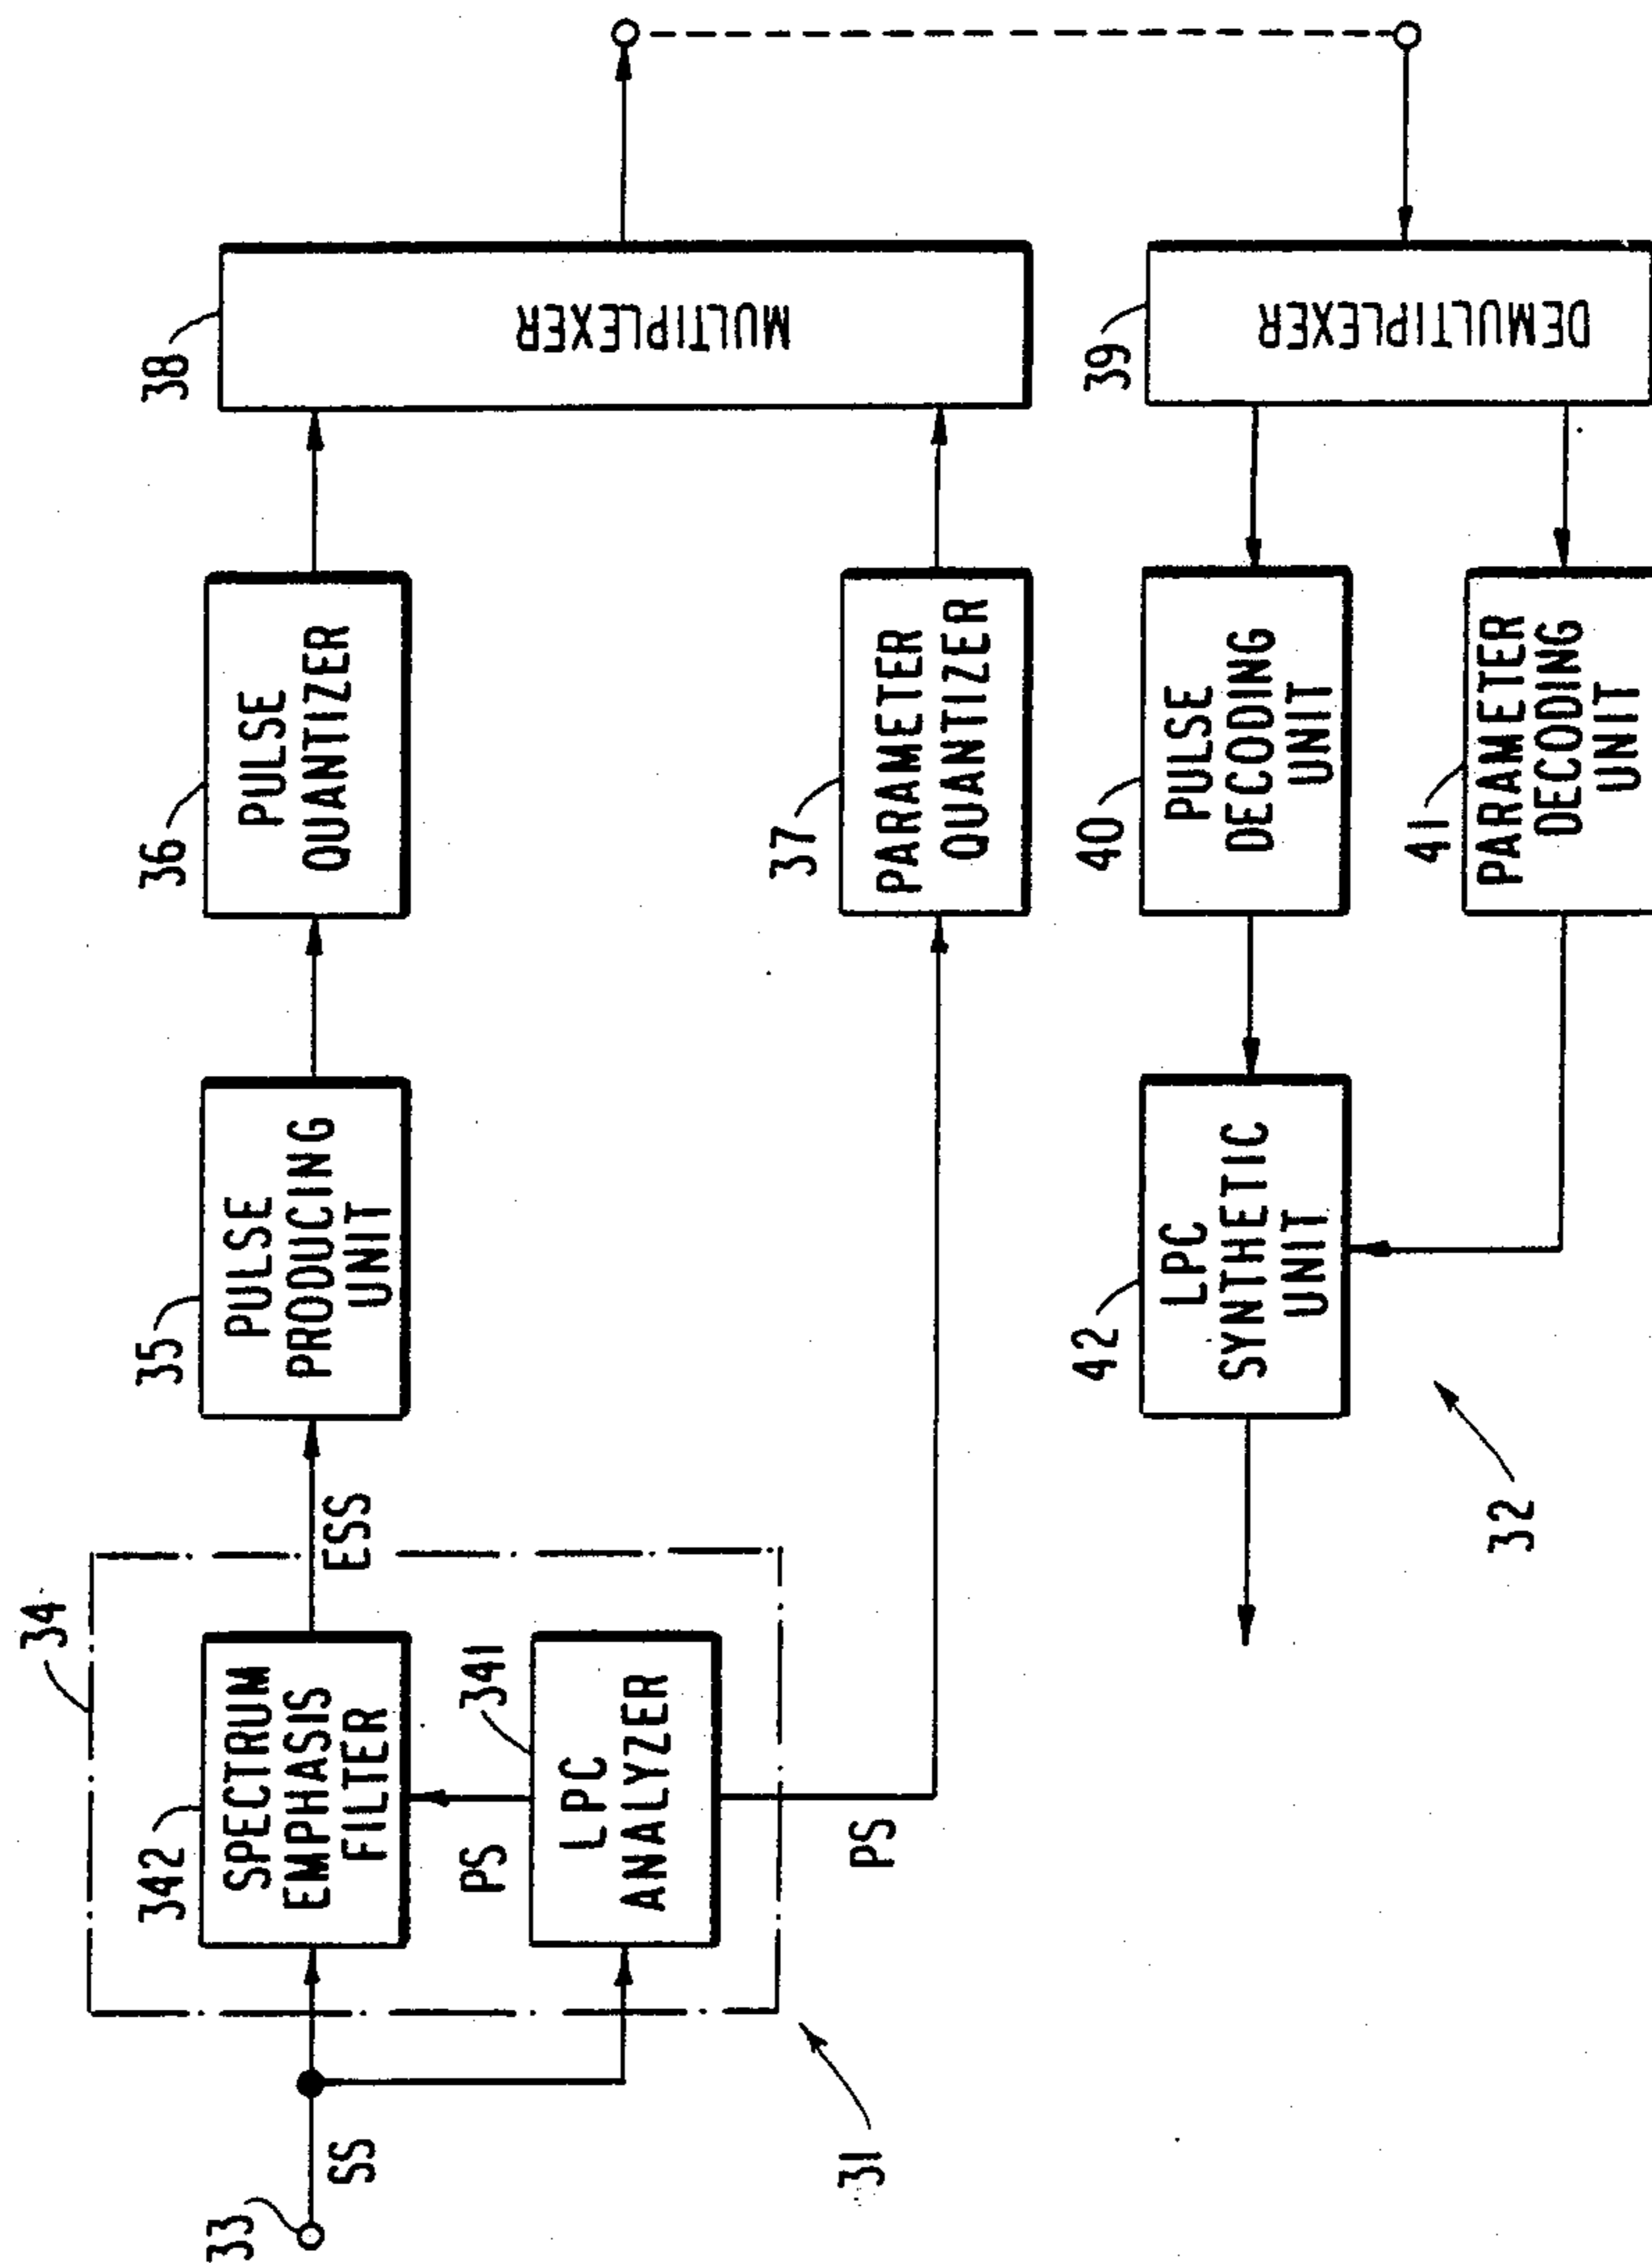 33
SS
31
34
342
SPECTRUM
EMPHASIS
FILTER
PS
341
LPC
ANALYZER
PS
ESS
35
PULSE
PRODUCING
UNIT
36
PULSE
QUANTIZER
37
PARAMETER
QUANTIZER
38
MULTIPLEXER
39
DEMULTIPLEXER
40
PULSE
DECODING
UNIT
41
PARAMETER
DECODING
UNIT
42
LPC
SYNTHETIC
UNIT
32